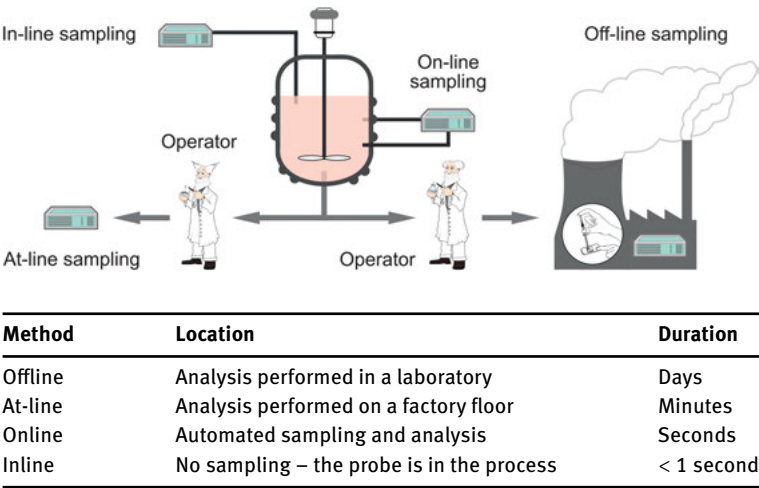 In-line sampling
Off-line sampling
On-line
sampling
Operator
At-line sampling
Operator
Method Location Duration
Offline Analysis performed in a laboratory Days
At-line Analysis performed on a factory floor Minutes
Online Automated sampling and analysis Seconds
Inline No sampling – the probe is in the process < 1 second